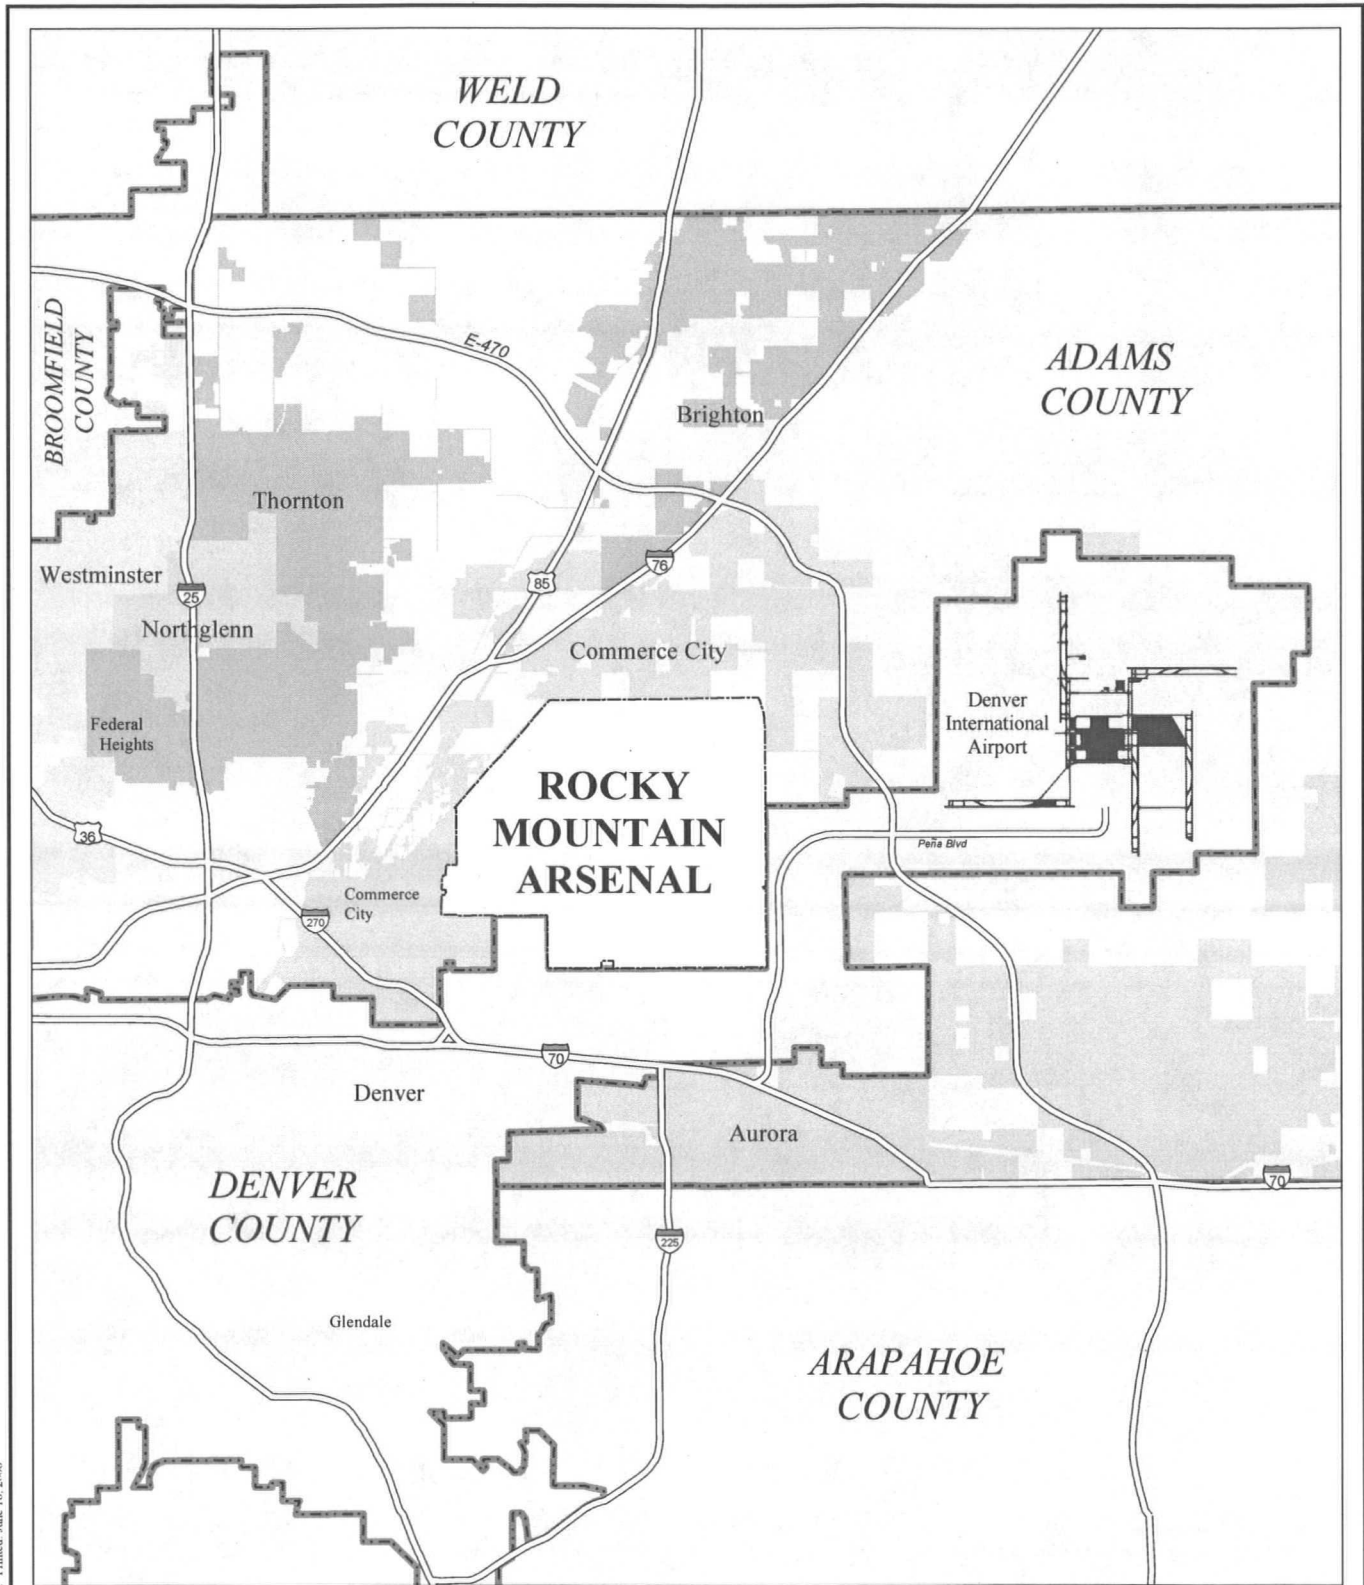 WELD
COUNTY
BROOMFIELD
COUNTY
E-470
ADAMS
COUNTY
Brighton
Thornton
Westminster
25
85
76
Northglenn
Commerce City
Federal
Heights
Denver
International
Airport
ROCKY
MOUNTAIN
ARSENAL
36
Peña Blvd
Commerce
City
270
70
Denver
Aurora
70
DENVER
COUNTY
225
Glendale
ARAPAHOE
COUNTY